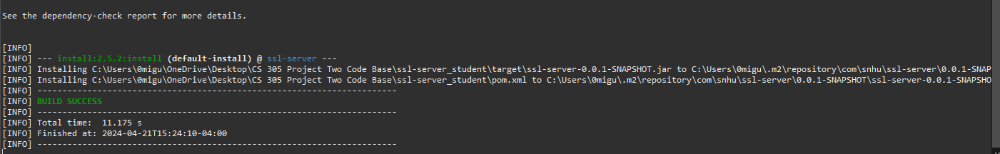 See the dependency-check report for more details.
[INFO]
[INFO] --- install:2.5.2:install (default-install) @ ssl-server ---
[INFO] Installing C:\Users\0migu\OneDrive\Desktop\CS 305 Project Two Code Base\ssl-server_student\target\ssl-server-0.0.1-SNAPSHOT.jar to C:\Users\0migu\.m2\repository\com\snhu\ssl-server\0.0.1-SNAP
[INFO] Installing C:\Users\0migu\OneDrive\Desktop\CS 305 Project Two Code Base\ssl-server_student\pom.xml to C:\Users\0migu\.m2\repository\com\snhu\ssl-server\0.0.1-SNAPSHOT\ssl-server-0.0.1-SNAPSHO
[INFO] ------------------------------------------------------------------------
[INFO] BUILD SUCCESS
[INFO] ------------------------------------------------------------------------
[INFO] Total time:  11.175 s
[INFO] Finished at: 2024-04-21T15:24:10-04:00
[INFO] ------------------------------------------------------------------------